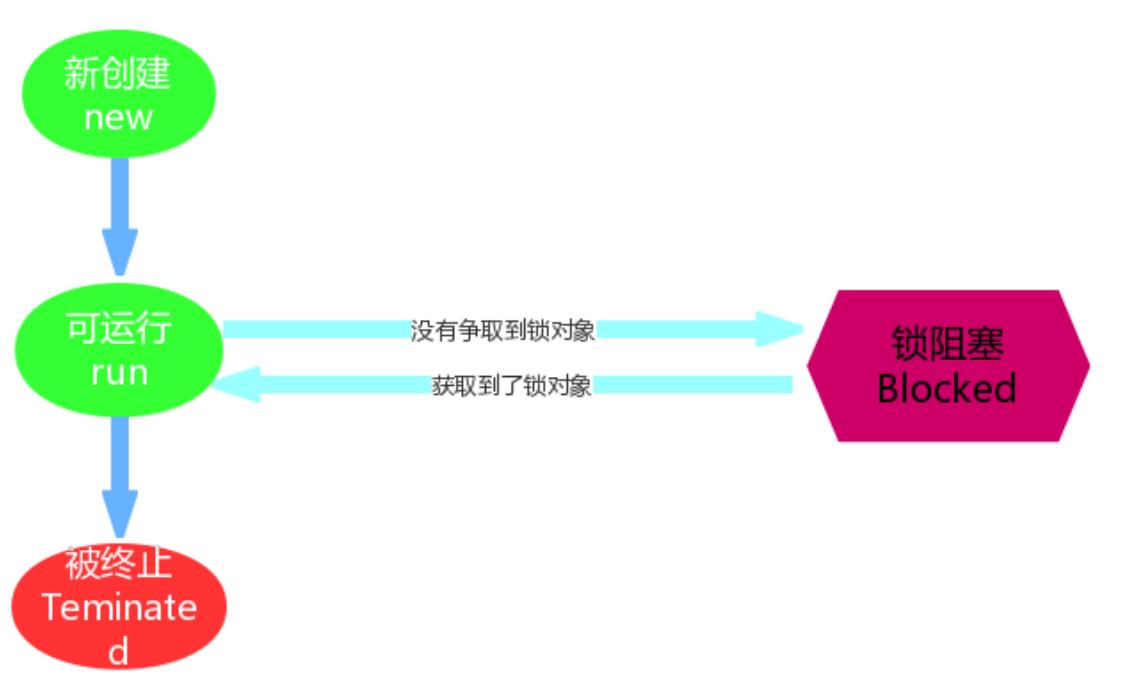 新创建
new
可运行
run
没有争取到锁对象
获取到了锁对象
锁阻塞
Blocked
被终止
Teminate
d